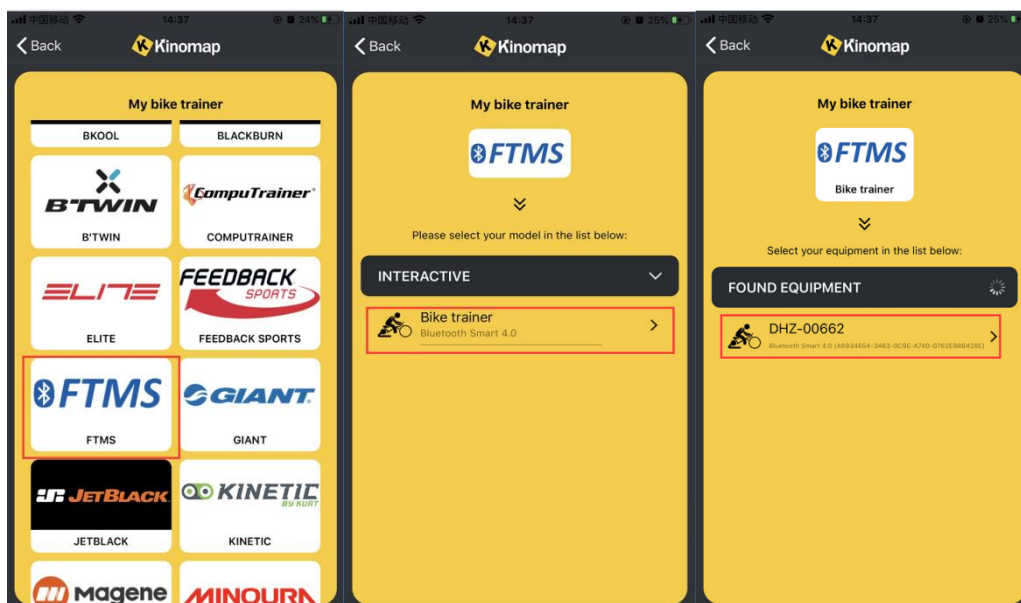 中国移动 14:37 24%
Back Kinomap
My bike trainer
BKOOL BLACKBURN
B'TWIN CompuTrainer
B'TWIN COMPUTRAINER
ELITE FEEDBACK SPORTS
ELITE FEEDBACK SPORTS
FTMS GIANT
FTMS GIANT
JETBLACK KINETIC BY KURT
JETBLACK KINETIC
Magene MINOURA
中国移动 14:37 25%
Back Kinomap
My bike trainer
FTMS
Please select your model in the list below:
INTERACTIVE
Bike trainer
Bluetooth Smart 4.0
中国移动 14:37 25%
Back Kinomap
My bike trainer
FTMS
Bike trainer
Select your equipment in the list below:
FOUND EQUIPMENT
DHZ-00662
Bluetooth Smart 4.0